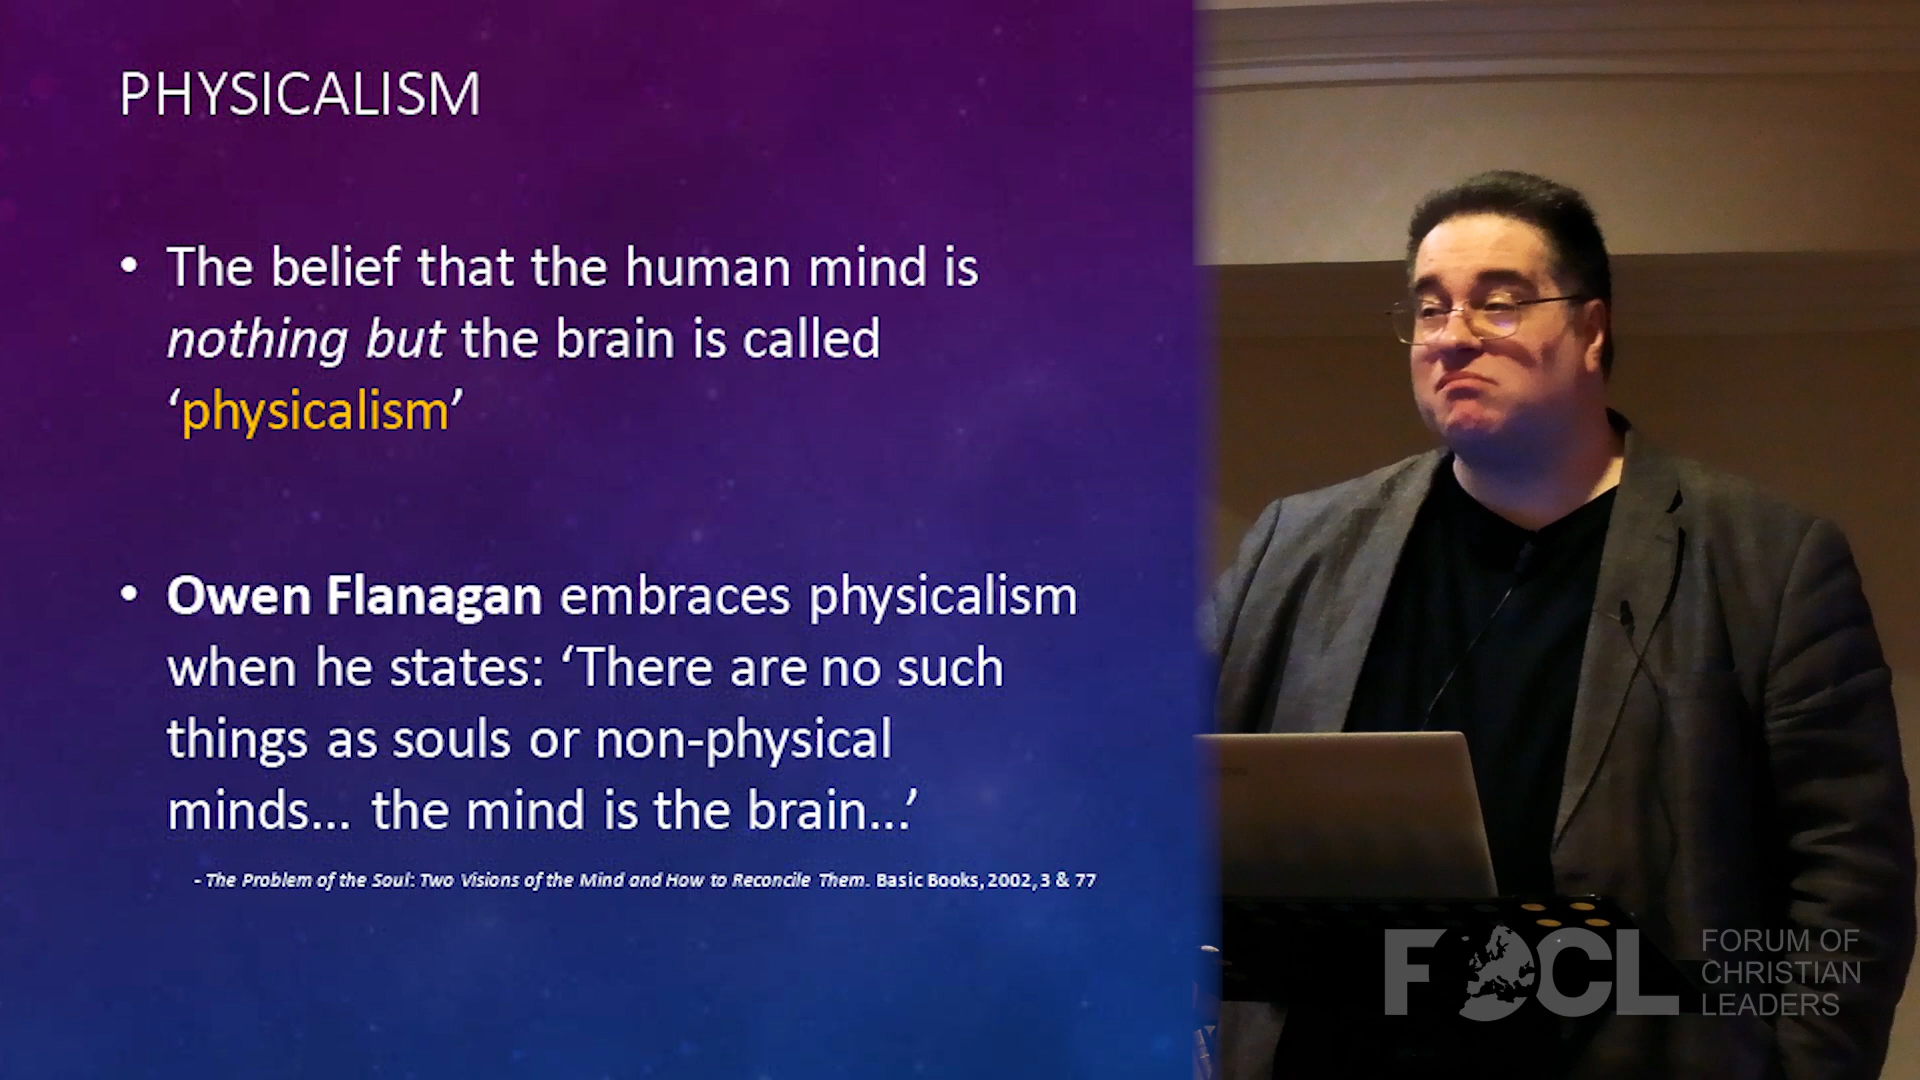 PHYSICALISM
• The belief that the human mind is
nothing but the brain is called
‘physicalism’
• Owen Flanagan embraces physicalism
when he states: ‘There are no such
things as souls or non-physical
minds... the mind is the brain...’
- The Problem of the Soul: Two Visions of the Mind and How to Reconcile Them. Basic Books, 2002, 3 & 77
FOCL
FORUM OF
CHRISTIAN
LEADERS